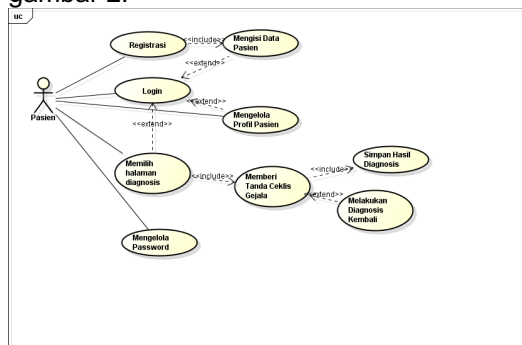 gambar 2.
uc
Registrasi
<<include>>
Mengisi Data
Pasien
<<extend>>
Login
<<extend>>
Pasien
<<extend>>
Mengelola
Profil Pasien
Memilih
halaman
diagnosis
<<include>>
Memberi
Tanda Ceklis
Gejala
<<include>>
Simpan Hasil
Diagnosis
<<extend>>
Melakukan
Diagnosis
Kembali
Mengelola
Password